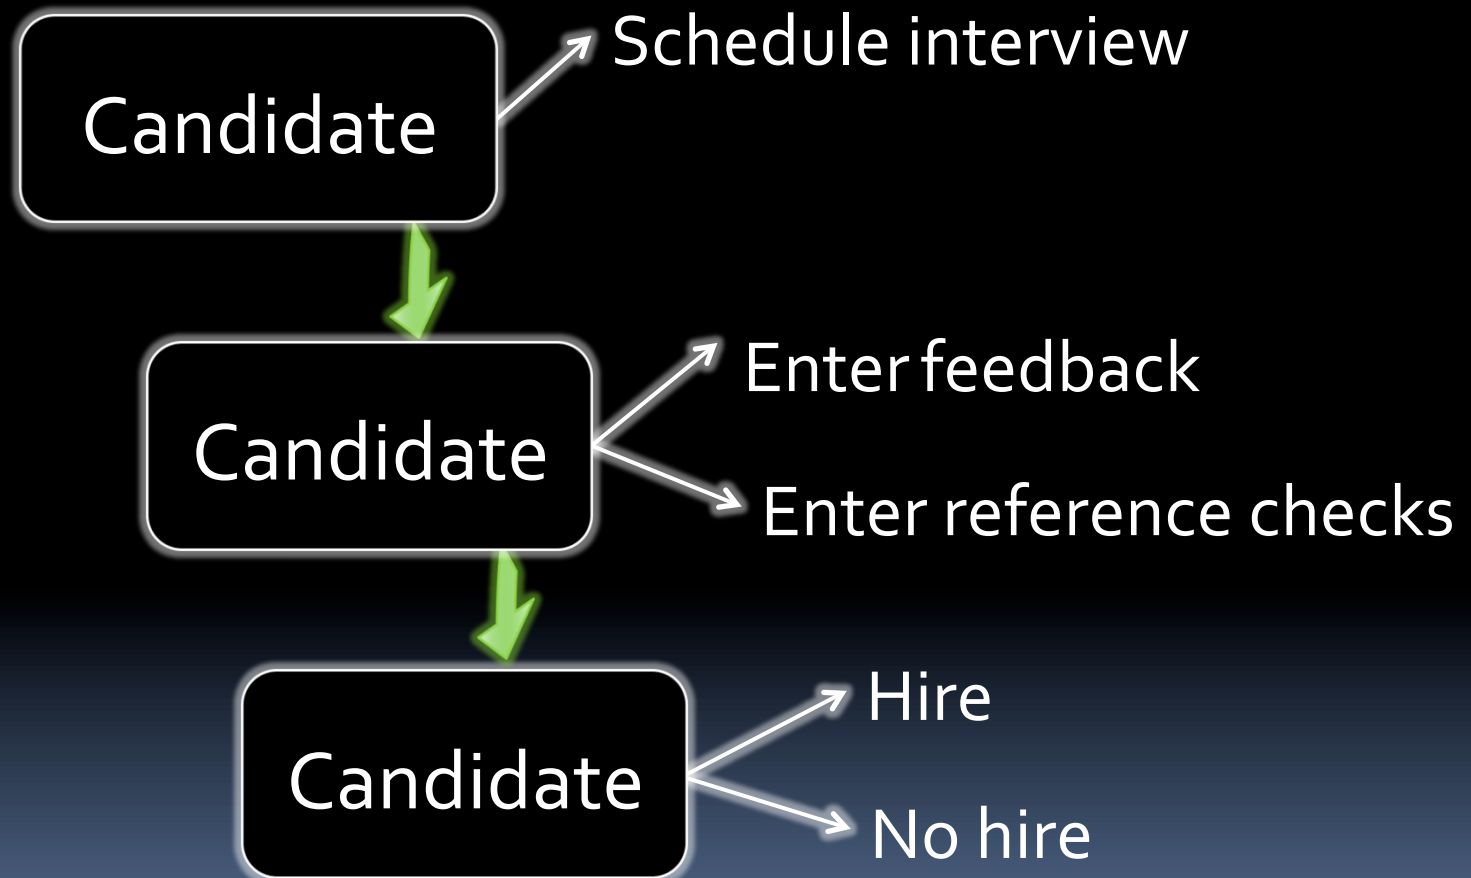 Schedule interview
Candidate
Enter feedback
Candidate
Enter reference checks
Hire
Candidate
No hire